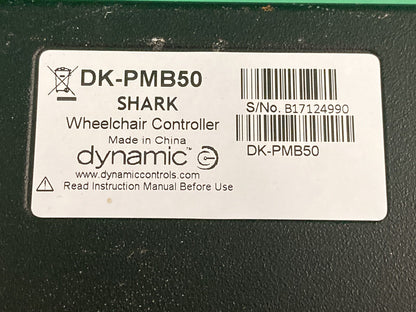 DK-PMB50
SHARK
Wheelchair Controller
Made in China
dynamic™
www.dynamiccontrols.com
Read Instruction Manual Before Use
S/No. B17124990
DK-PMB50